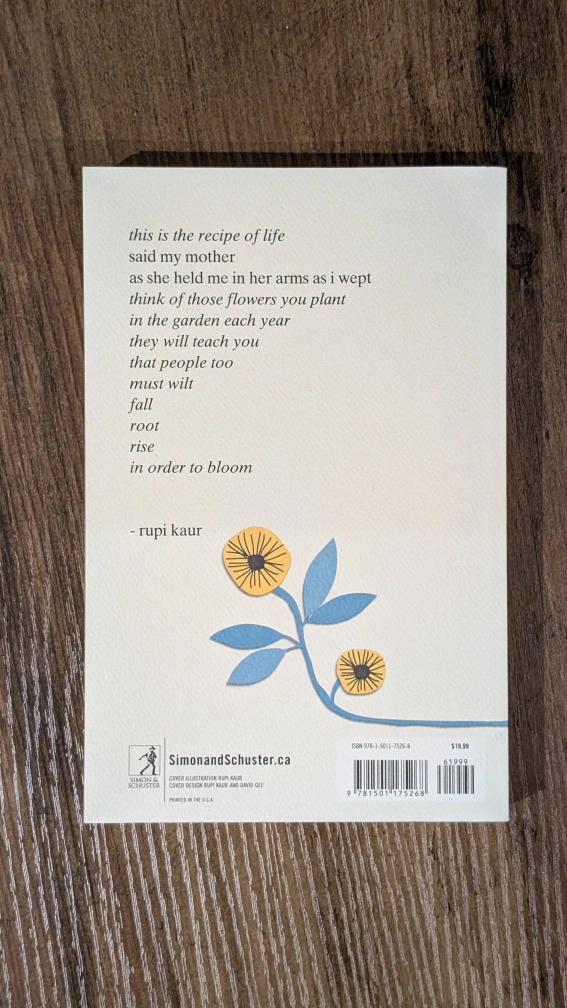 this is the recipe of life
said my mother
as she held me in her arms as i wept
think of those flowers you plant
in the garden each year
they will teach you
that people too
must wilt
fall
root
rise
in order to bloom
- rupi kaur
SIMON &
SCHUSTER
SimonandSchuster.ca
COVER ILLUSTRATION RUPI KAUR
COVER DESIGN RUPI KAUR AND DAVID GEE
PRINTED IN THE U.S.A.
ISBN 978-1-5011-7526-8
$19.99
61999
9 781501 175268